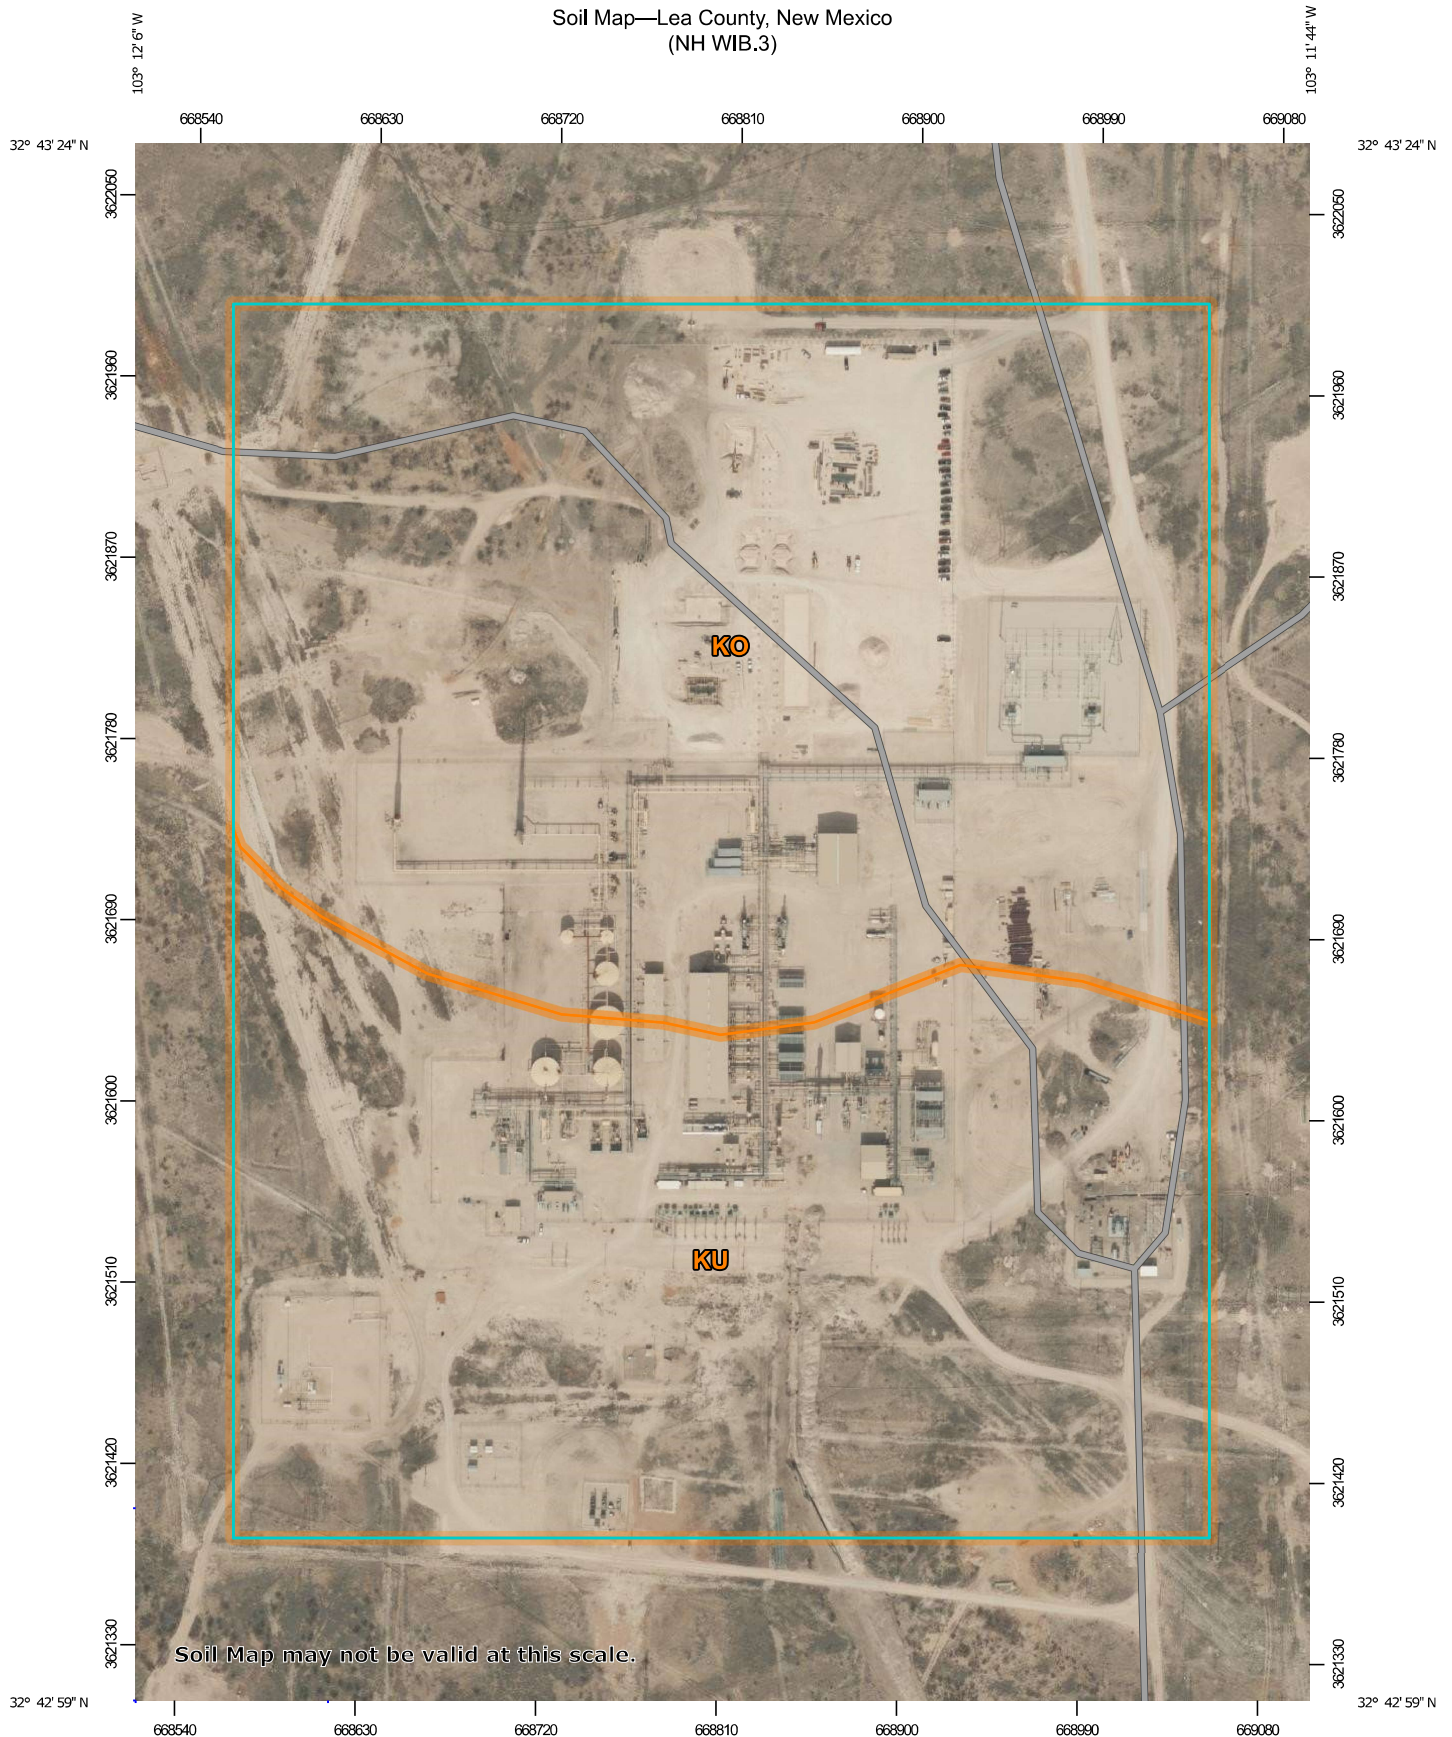 Soil Map—Lea County, New Mexico
(NH WIB.3)
103° 12' 6" W
103° 11' 44" W
668540 668630 668720 668810 668900 668990 669080
32° 43' 24" N
32° 43' 24" N
3622050
3622050
3621960
3621960
3621870
3621870
KO
3621780
3621780
3621690
3621690
3621600
3621600
KU
3621510
3621510
3621420
3621420
3621330
3621330
Soil Map may not be valid at this scale.
32° 42' 59" N
32° 42' 59" N
668540 668630 668720 668810 668900 668990 669080